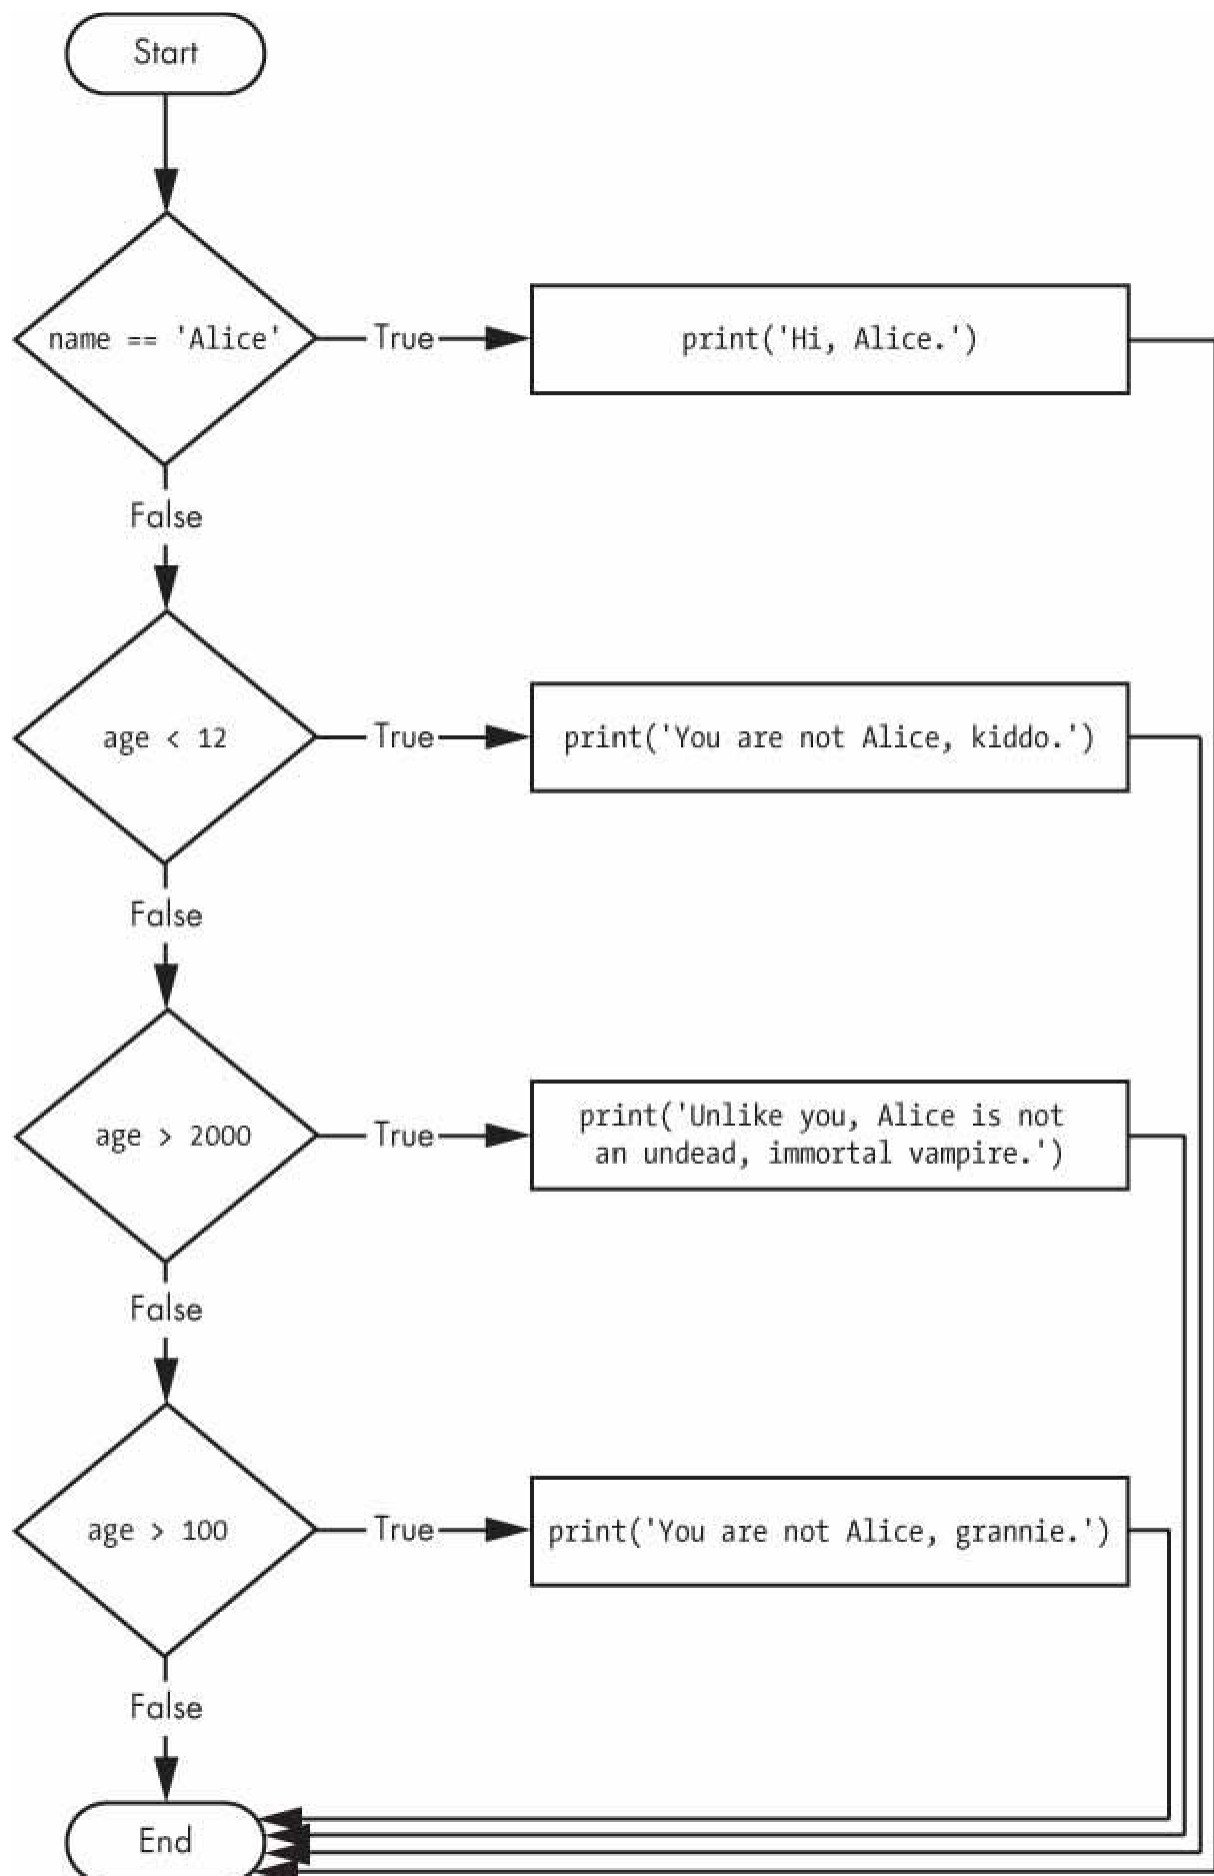 Start
name == 'Alice'
True
print('Hi, Alice.')
False
age < 12
True
print('You are not Alice, kiddo.')
False
age > 2000
True
print('Unlike you, Alice is not
an undead, immortal vampire.')
False
age > 100
True
print('You are not Alice, grannie.')
False
End